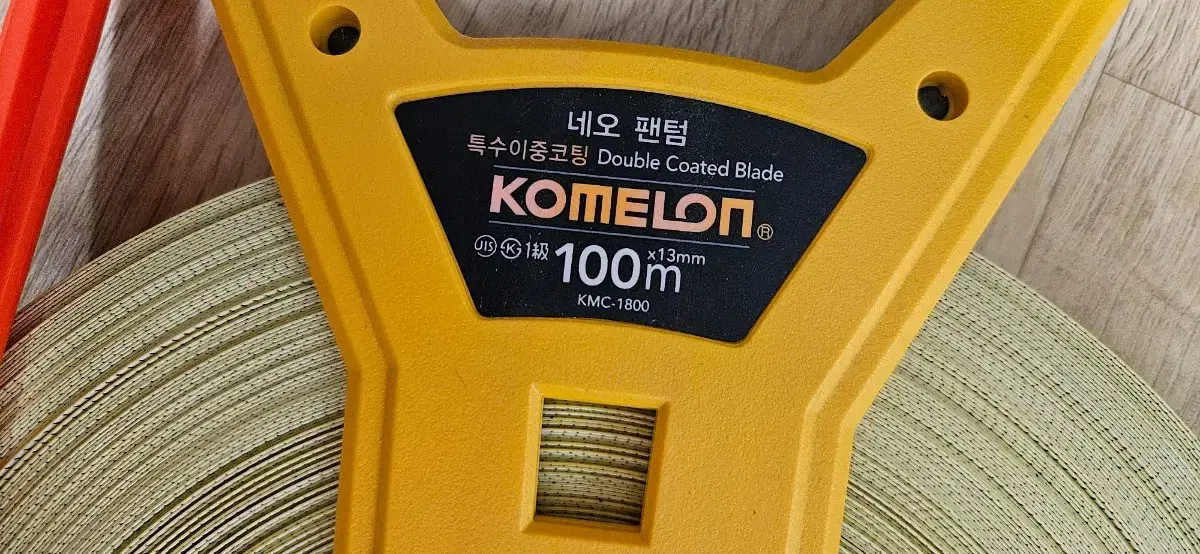 네오 팬텀
특수이중코팅 Double Coated Blade
KOMELON®
JIS K 1級 100m x13mm
KMC-1800